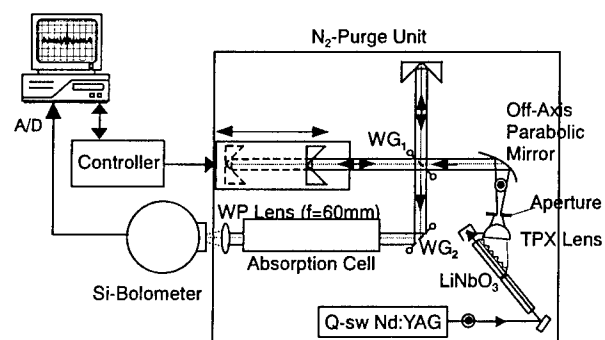 N2-Purge Unit
A/D
Controller
WG1
Off-Axis
Parabolic
Mirror
Aperture
WP Lens (f=60mm)
WG2
TPX Lens
Absorption Cell
LiNbO3
Si-Bolometer
Q-sw Nd:YAG